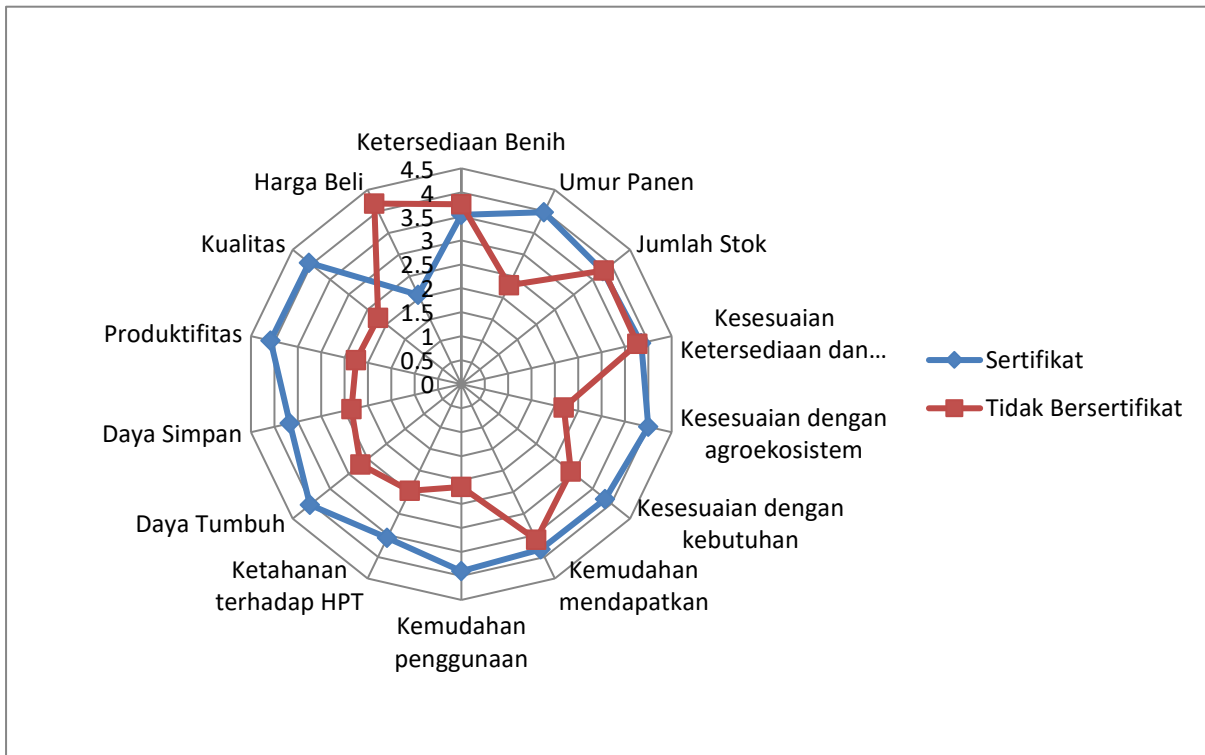 Ketersediaan Benih
Umur Panen
Jumlah Stok
Kesesuaian
Ketersediaan dan…
Kesesuaian dengan
agroekosistem
Kesesuaian dengan
kebutuhan
Kemudahan
mendapatkan
Kemudahan
penggunaan
Ketahanan
terhadap HPT
Daya Tumbuh
Daya Simpan
Produktifitas
Kualitas
Harga Beli
4.5
4
3.5
3
2.5
2
1.5
1
0.5
0
Sertifikat
Tidak Bersertifikat